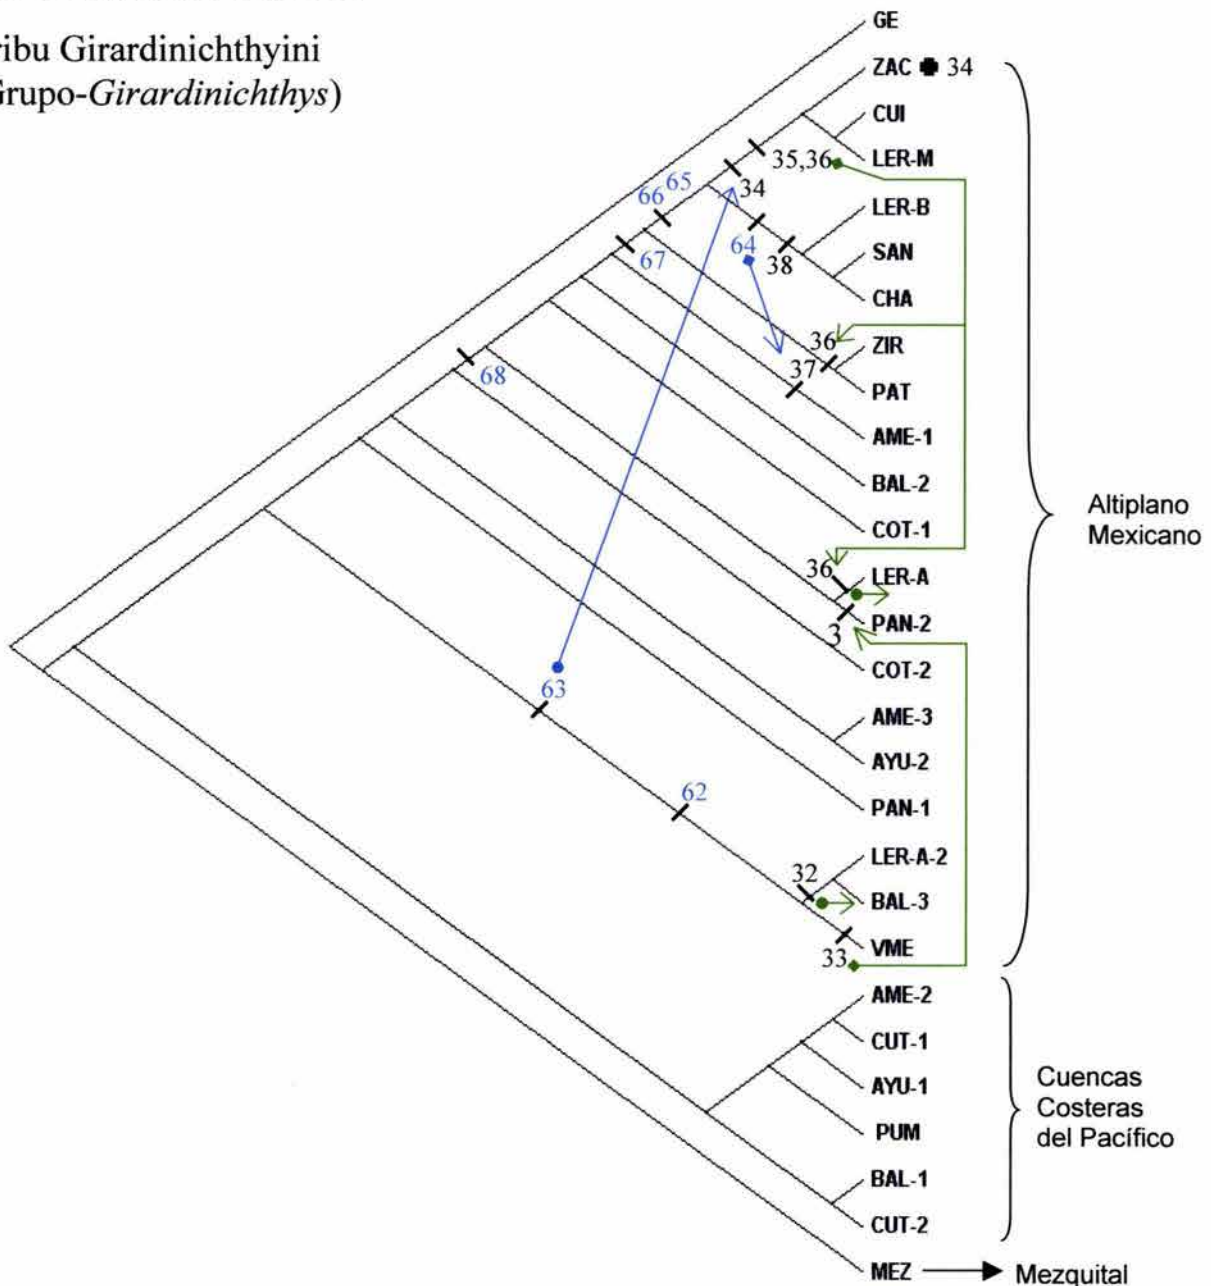 ribu Girardinichthyini
Grupo-Girardinichthys)
GE
ZAC 34
CUI
35,36 LER-M
66 65
34
LER-B
67
64
38
SAN
CHA
36 ZIR
37
PAT
AME-1
68
BAL-2
COT-1
Altiplano
Mexicano
36 LER-A
3 PAN-2
COT-2
63
AME-3
AYU-2
62
PAN-1
LER-A-2
32
BAL-3
33 VME
AME-2
CUT-1
AYU-1
PUM
Cuencas
Costeras
del Pacífico
BAL-1
CUT-2
MEZ Mezquital